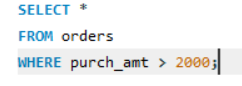 SELECT *
FROM orders
WHERE purch_amt > 2000;